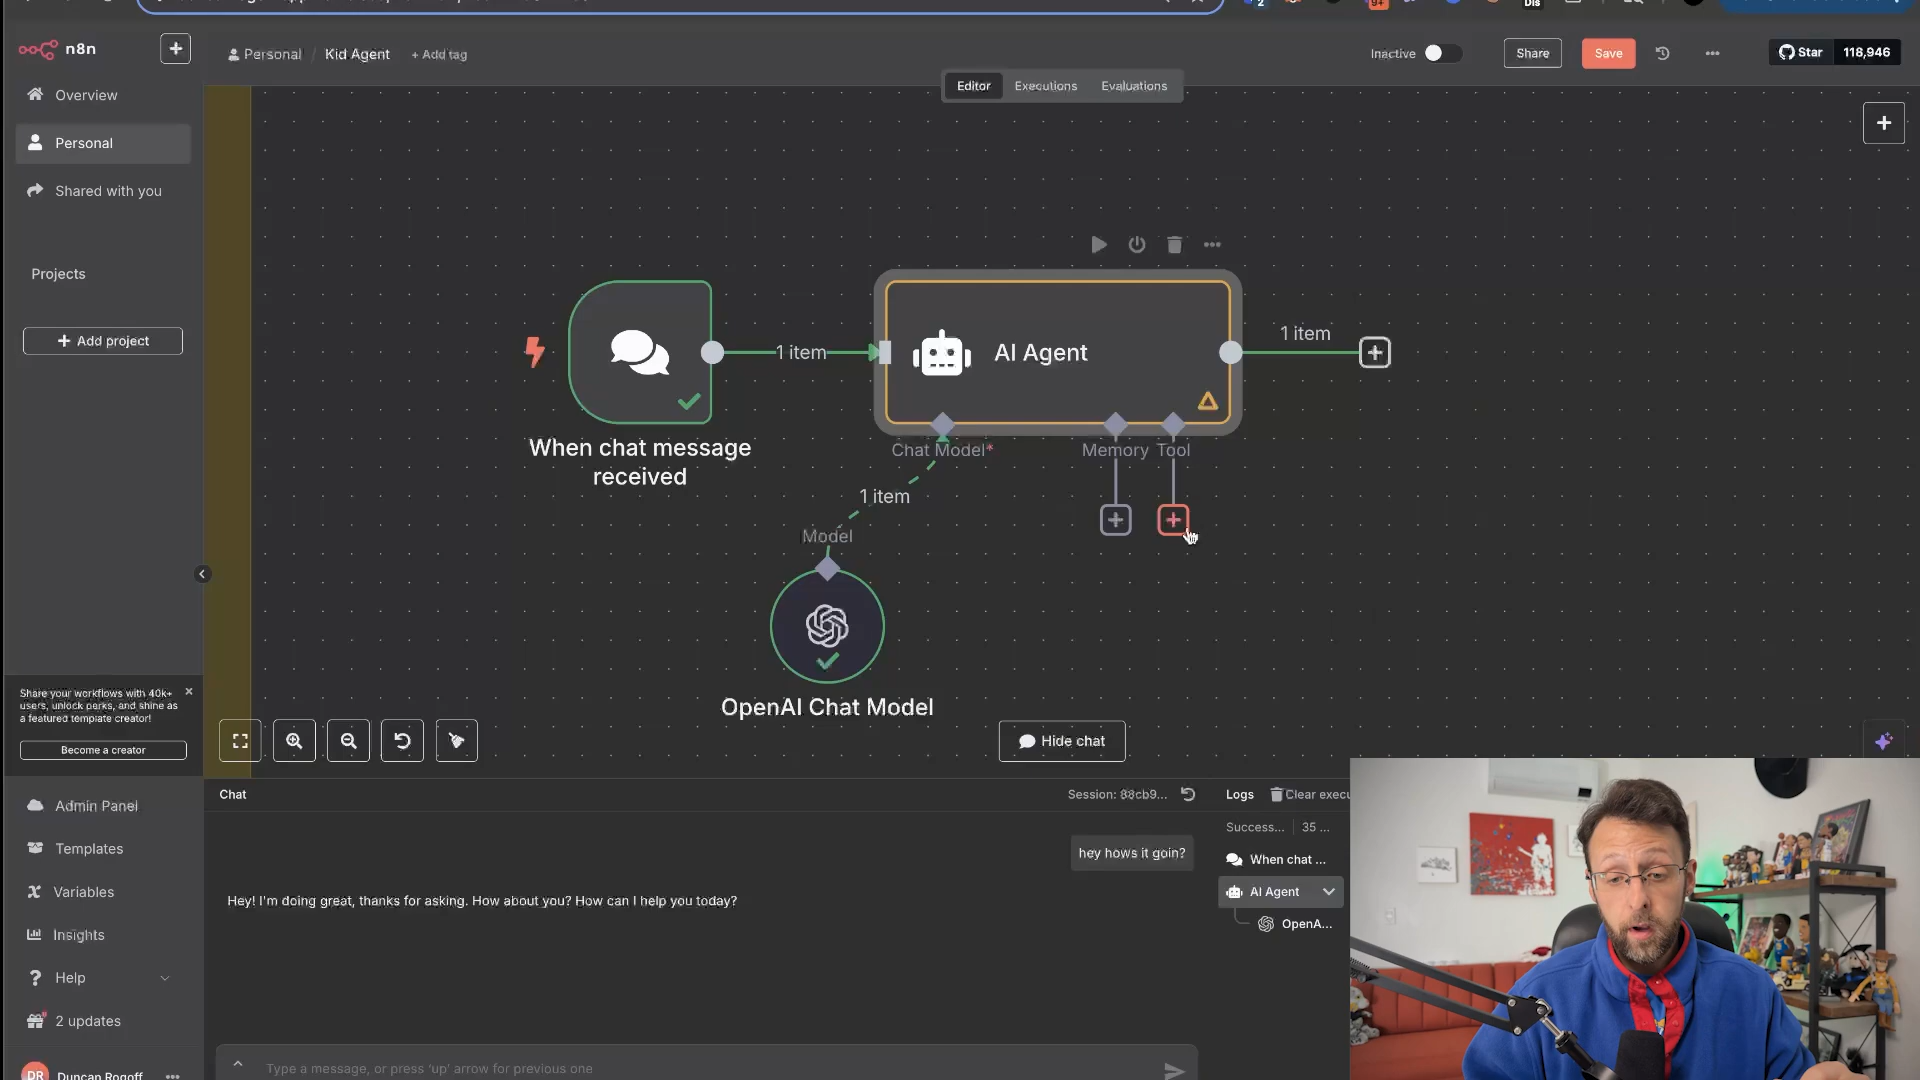 n8n
Personal / Kid Agent + Add tag
Inactive
Share
Save
Star 118,946
Editor Executions Evaluations
Overview
Personal
Shared with you
Projects
Add project
1 item
AI Agent
1 item
When chat message
received
Chat Model*
Memory
Tool
1 item
Model
OpenAI Chat Model
Share your workflows with 40k+
users, unlock perks, and shine as
a featured template creator!
Become a creator
Hide chat
Admin Panel
Templates
Variables
Insights
Help
2 updates
DR Duncan Rogoff
Chat
hey hows it goin?
Hey! I'm doing great, thanks for asking. How about you? How can I help you today?
Type a message, or press 'up' arrow for previous one
Logs
Success... 35 ...
When chat ...
AI Agent
OpenA...
2
9+
Dis